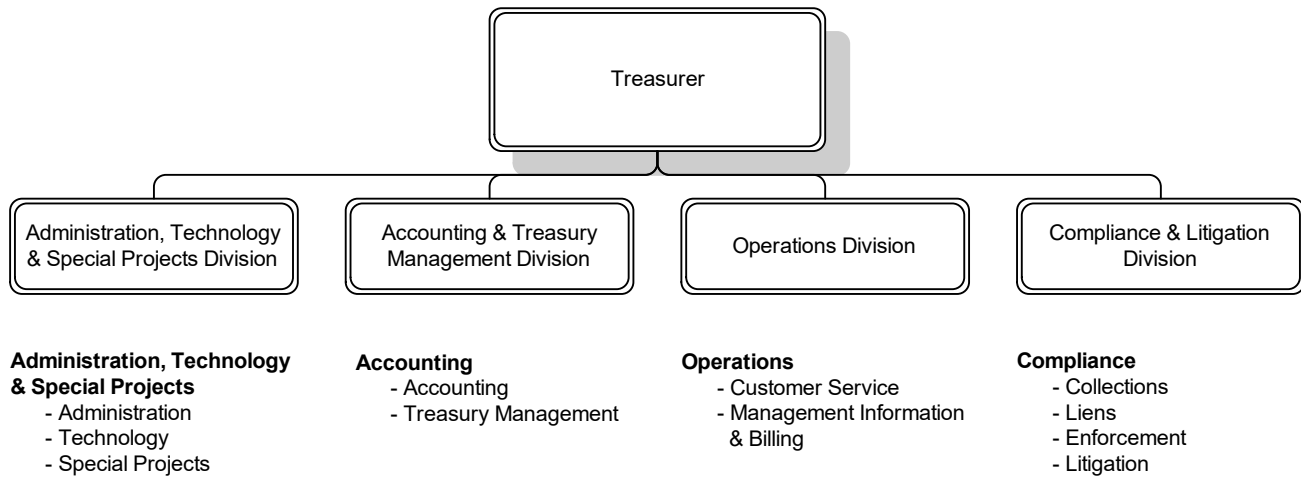 Treasurer
Administration, Technology
& Special Projects Division
Accounting & Treasury
Management Division
Operations Division
Compliance & Litigation
Division
Administration, Technology
& Special Projects
- Administration
- Technology
- Special Projects
Accounting
- Accounting
- Treasury Management
Operations
- Customer Service
- Management Information
& Billing
Compliance
- Collections
- Liens
- Enforcement
- Litigation